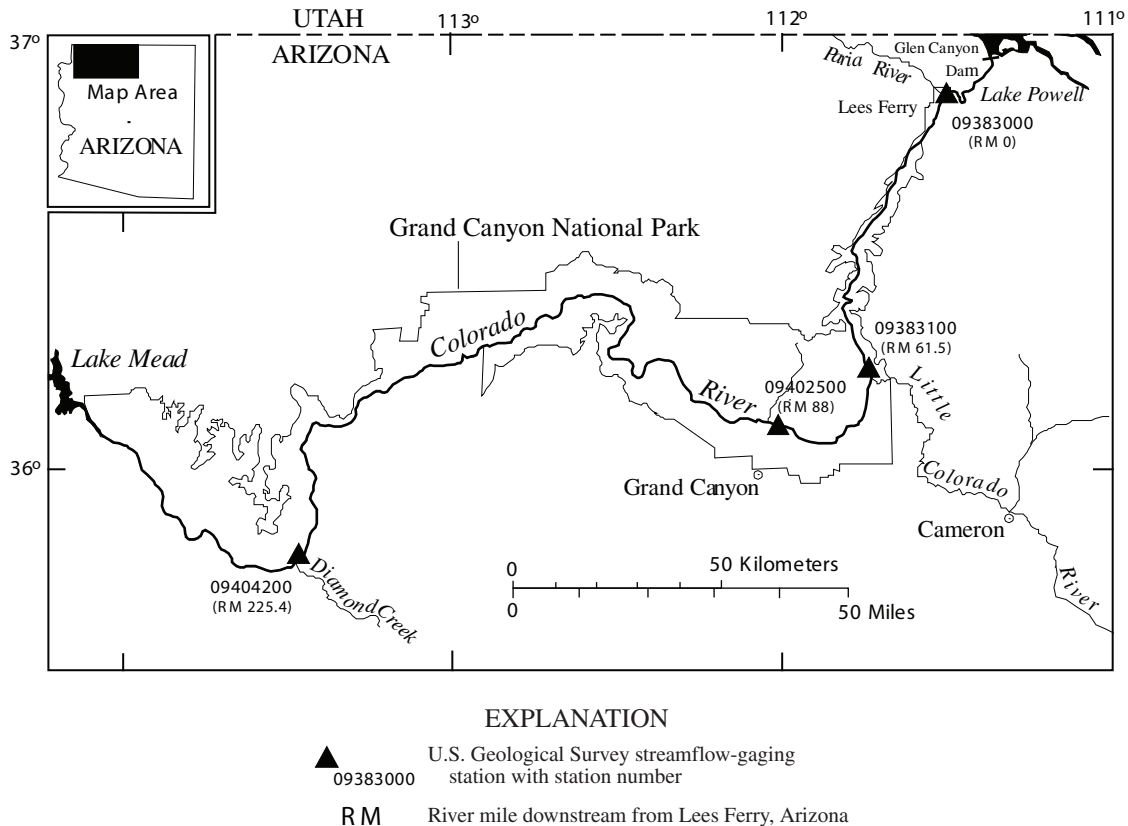 UTAH
ARIZONA
113º
112º
111º
37º
36º
Map Area
ARIZONA
Paria River
Glen Canyon
Dam
Lake Powell
Lees Ferry
09383000
(RM 0)
Grand Canyon National Park
Colorado
River
Lake Mead
09383100
(RM 61.5)
09402500
(RM 88)
Little
Colorado
River
Grand Canyon
Cameron
09404200
(RM 225.4)
Diamond Creek
0
50 Kilometers
0
50 Miles
EXPLANATION
09383000
U.S. Geological Survey streamflow-gaging
station with station number
RM
River mile downstream from Lees Ferry, Arizona